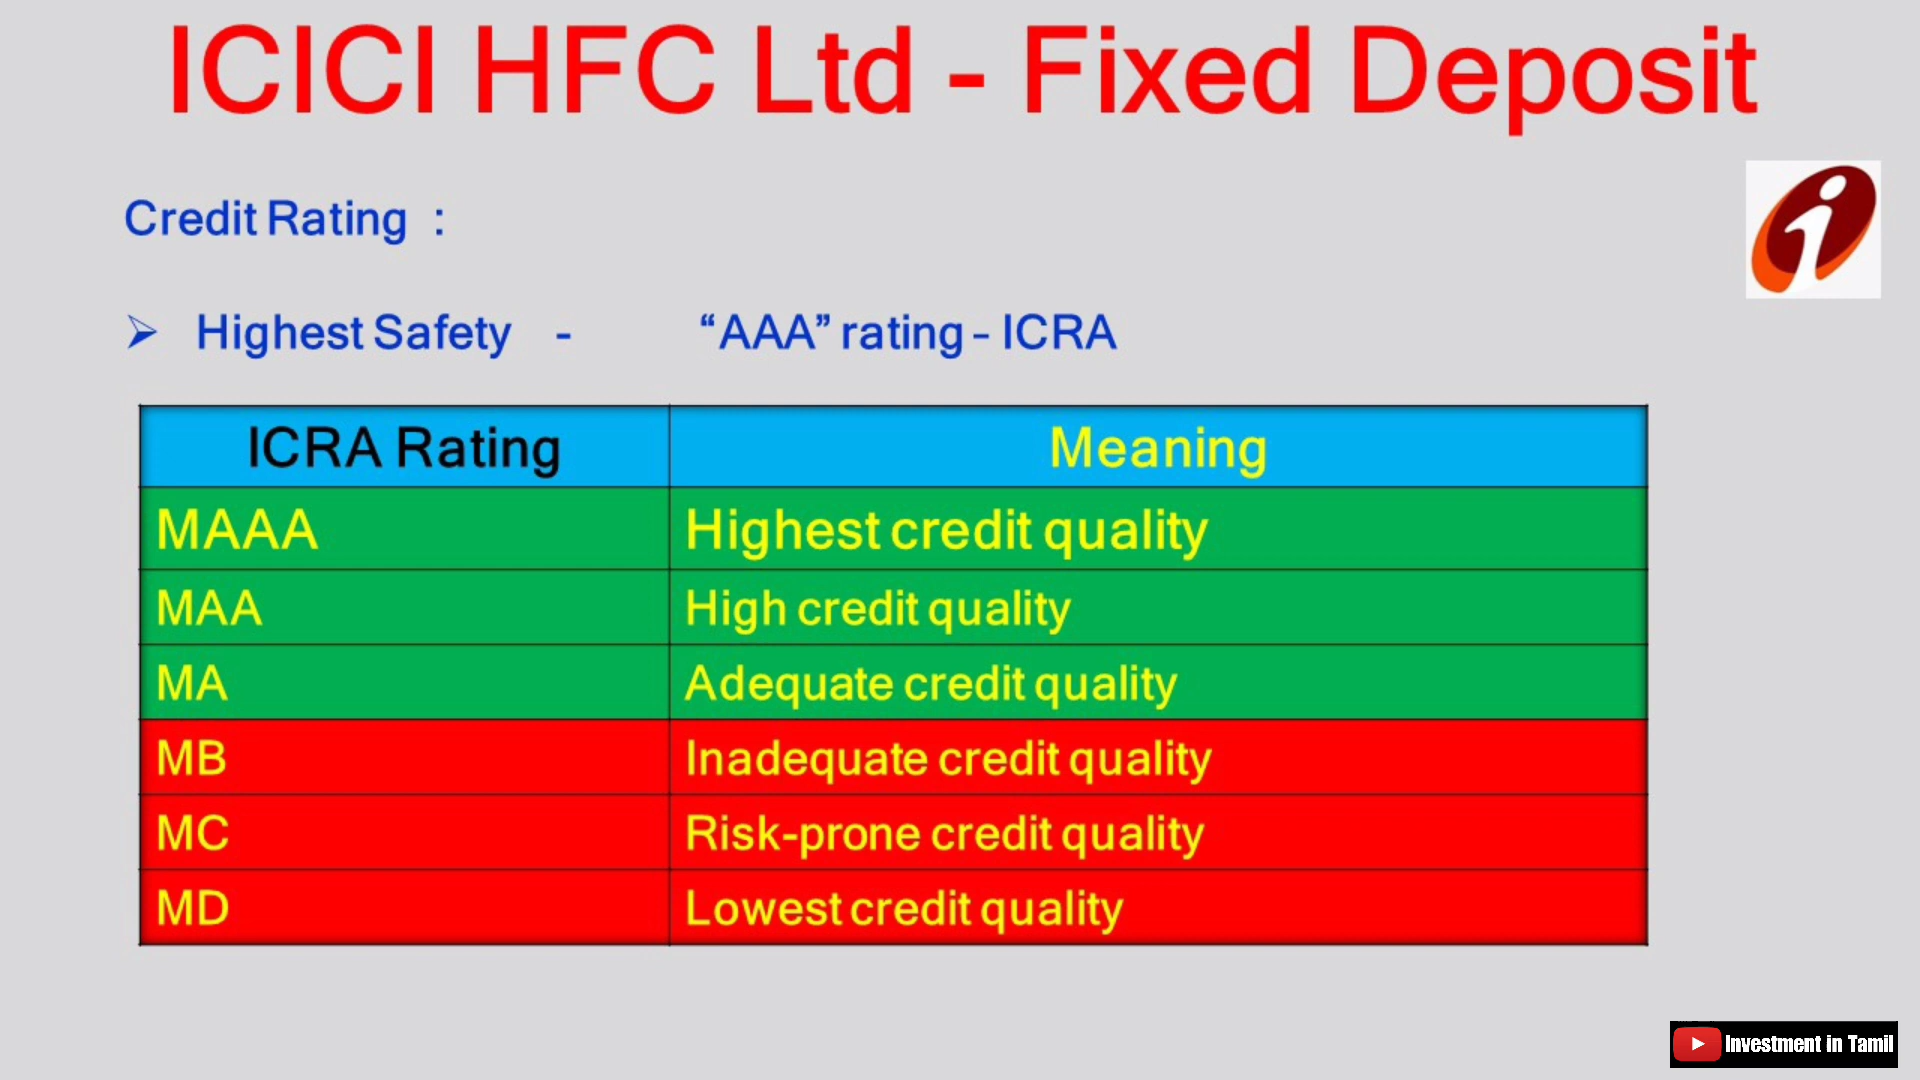 ICICI HFC Ltd - Fixed Deposit
Credit Rating :
➢ Highest Safety - “AAA” rating – ICRA
ICRA Rating Meaning
MAAA Highest credit quality
MAA High credit quality
MA Adequate credit quality
MB Inadequate credit quality
MC Risk-prone credit quality
MD Lowest credit quality
Investment in Tamil